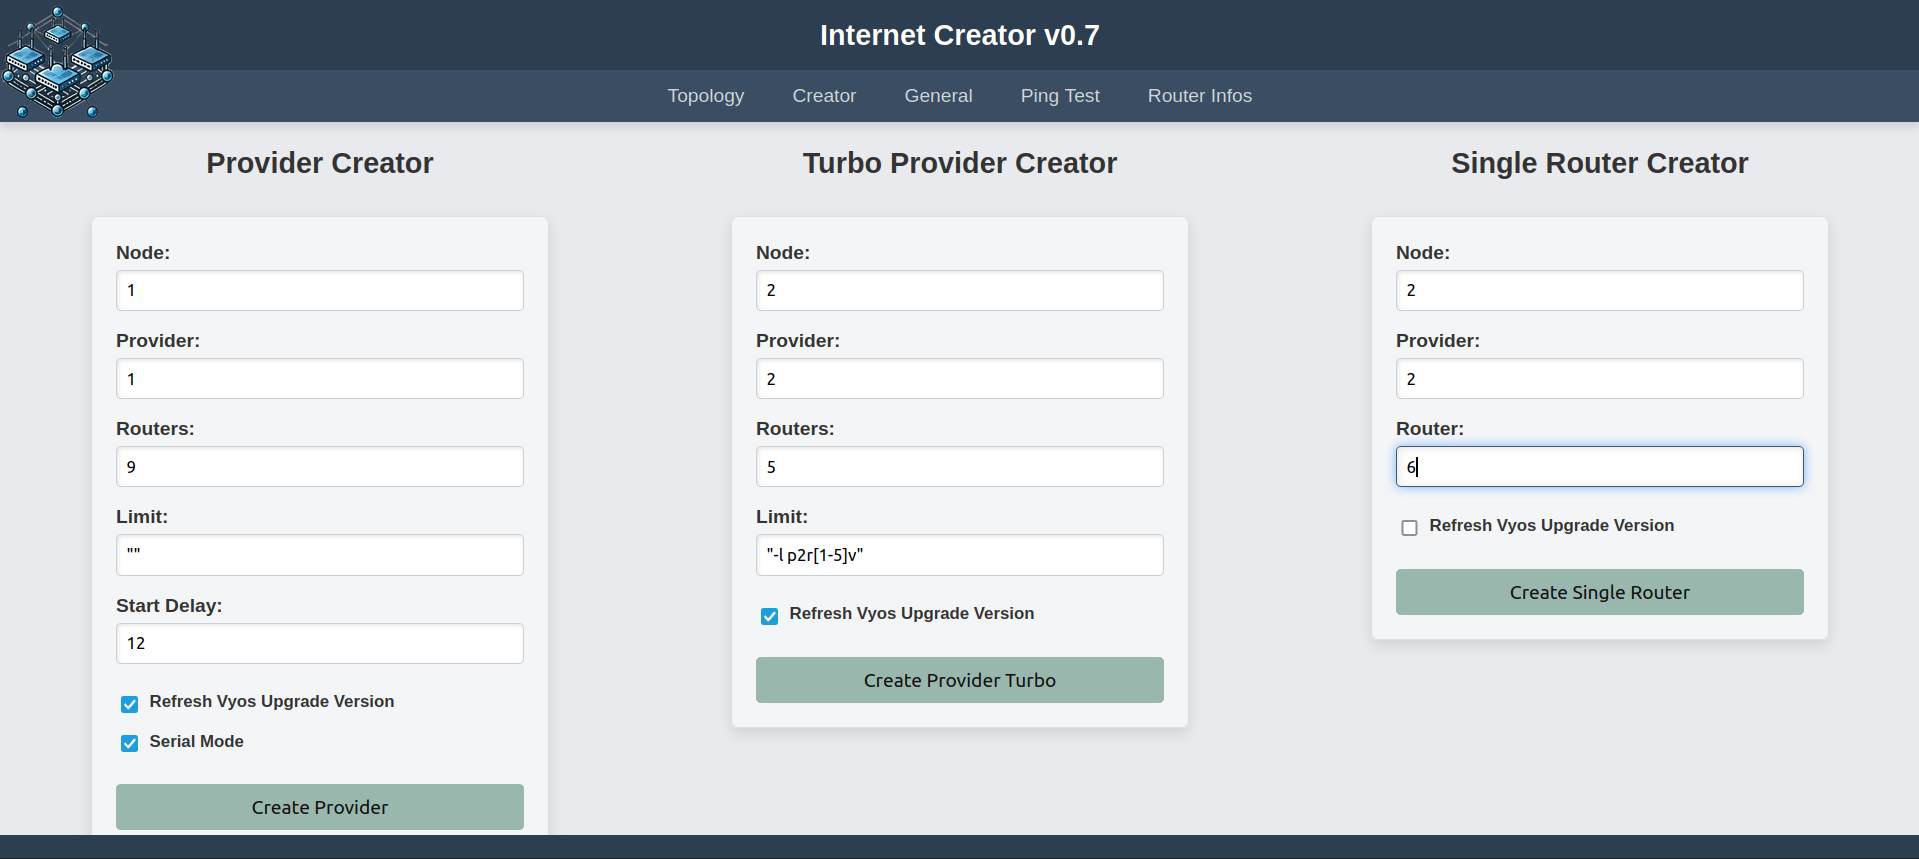 Internet Creator v0.7
Topology
Creator
General
Ping Test
Router Infos
Provider Creator
Node:
1
Provider:
1
Routers:
9
Limit:
""
Start Delay:
12
Refresh Vyos Upgrade Version
Serial Mode
Create Provider
Turbo Provider Creator
Node:
2
Provider:
2
Routers:
5
Limit:
"-l p2r[1-5]v"
Refresh Vyos Upgrade Version
Create Provider Turbo
Single Router Creator
Node:
2
Provider:
2
Router:
6
Refresh Vyos Upgrade Version
Create Single Router